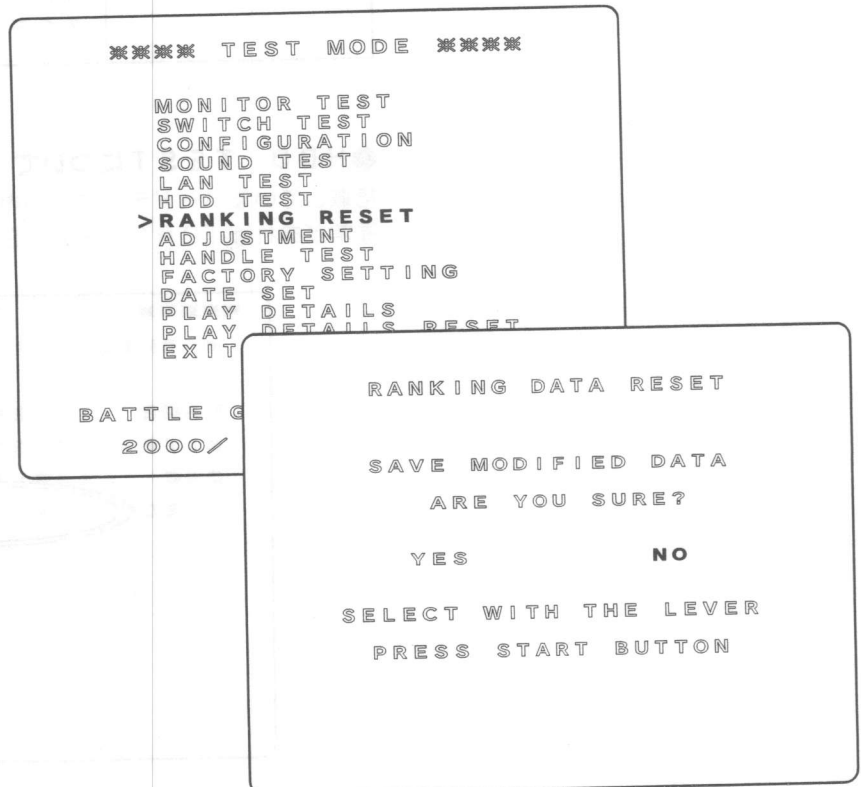 ※※※※ TEST MODE ※※※※
MONITOR TEST
SWITCH TEST
CONFIGURATION
SOUND TEST
LAN TEST
HDD TEST
>RANKING RESET
ADJUSTMENT
HANDLE TEST
FACTORY SETTING
DATE SET
PLAY DETAILS
PLAY DETAILS RESET
EXIT
BATTLE G
2000/
RANKING DATA RESET
SAVE MODIFIED DATA
ARE YOU SURE?
YES NO
SELECT WITH THE LEVER
PRESS START BUTTON